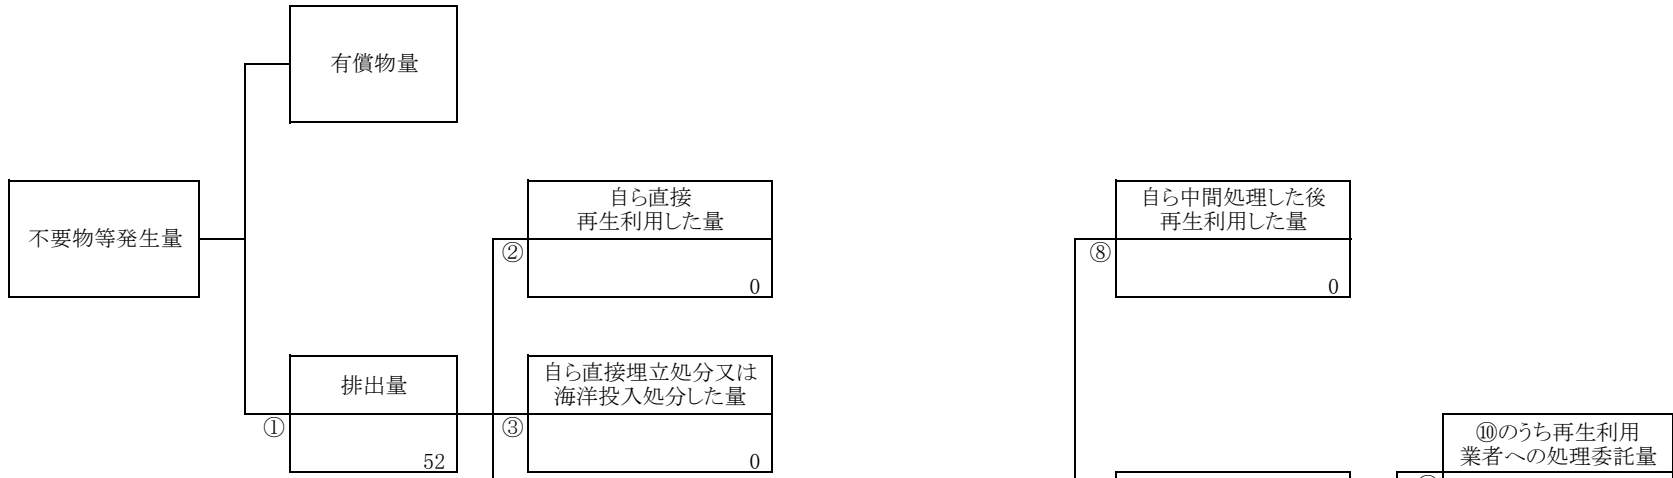 有償物量
不要物等発生量
自ら直接
再生利用した量
②
0
自ら中間処理した後
再生利用した量
⑧
0
排出量
①
52
自ら直接埋立処分又は
海洋投入処分した量
③
0
⑩のうち再生利用
業者への処理委託量